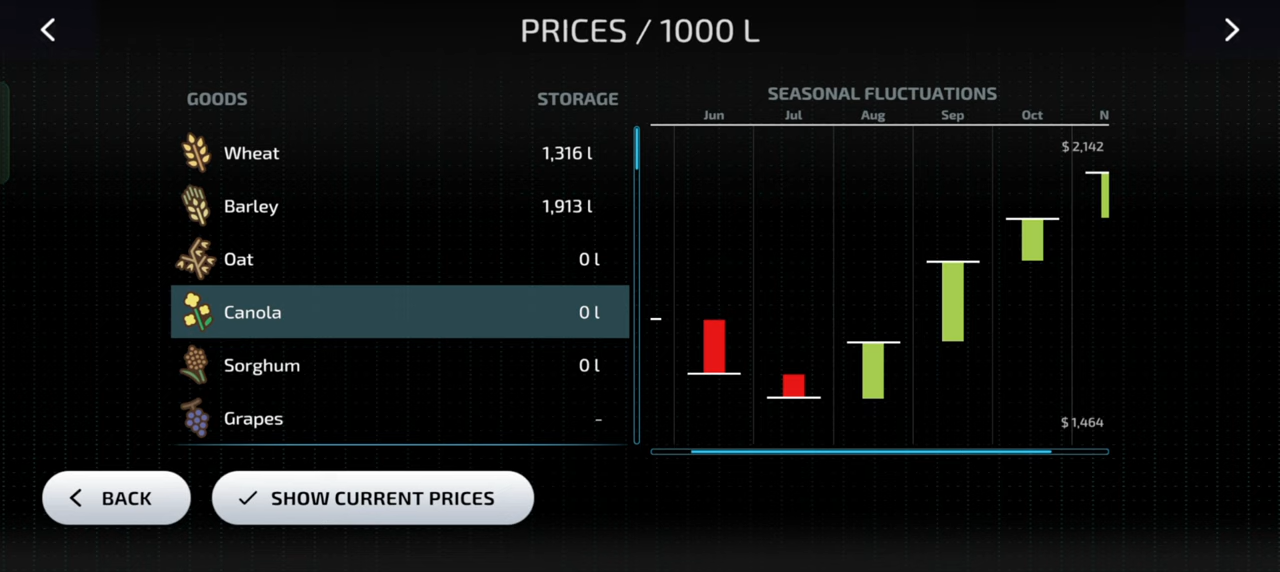 PRICES / 1000 L
GOODS STORAGE
Wheat 1,316 l
Barley 1,913 l
Oat 0 l
Canola 0 l
Sorghum 0 l
Grapes -
SEASONAL FLUCTUATIONS
Jun Jul Aug Sep Oct N
$ 2,142
$ 1,464
BACK
SHOW CURRENT PRICES